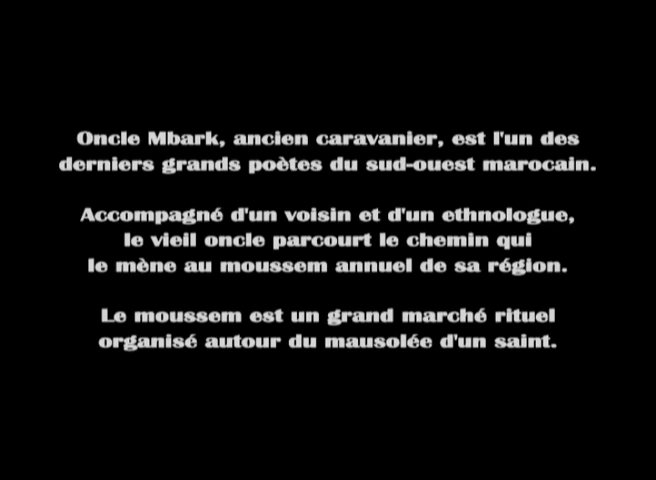 Oncle Mbark, ancien caravanier, est l'un des
derniers grands poètes du sud-ouest marocain.
Accompagné d'un voisin et d'un ethnologue,
le vieil oncle parcourt le chemin qui
le mène au moussem annuel de sa région.
Le moussem est un grand marché rituel
organisé autour du mausolée d'un saint.